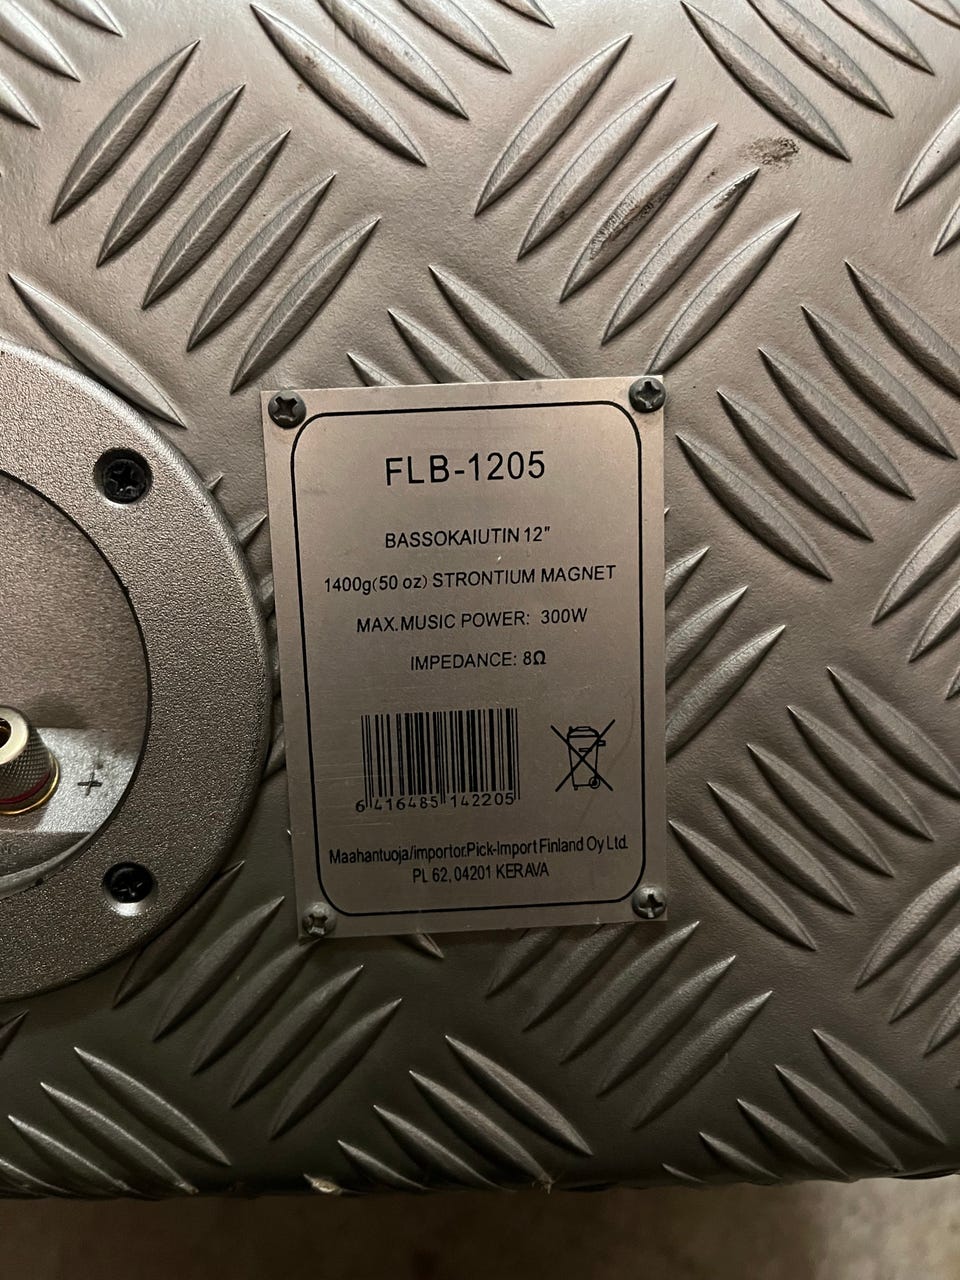 FLB-1205
BASSOKAIUTIN 12"
1400g(50 oz) STRONTIUM MAGNET
MAX.MUSIC POWER: 300W
IMPEDANCE: 8Ω
6 416485 142205
Maahantuoja/importor.Pick-Import Finland Oy Ltd.
PL 62, 04201 KERAVA
+